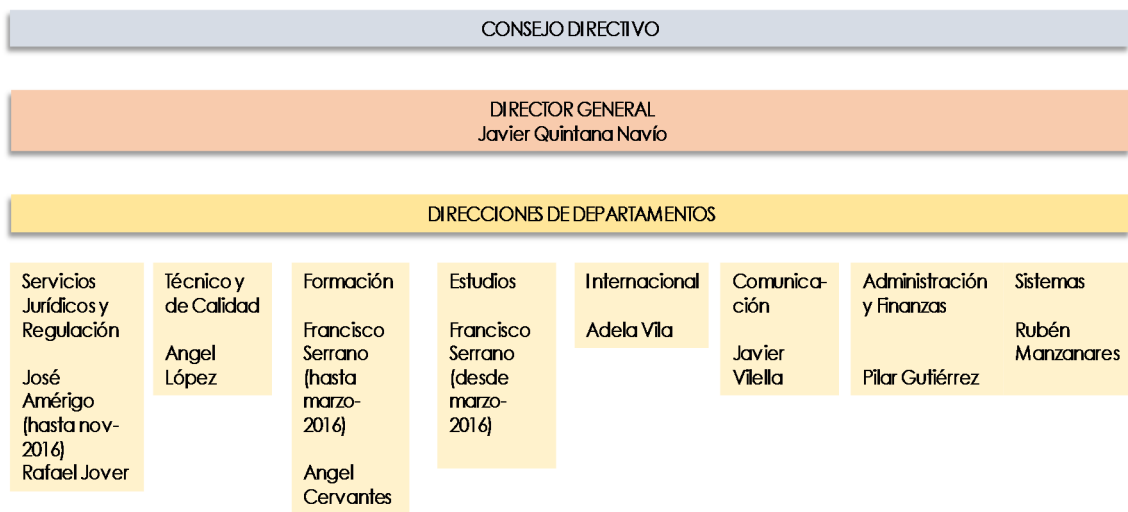 CONSEJO DIRECTIVO
DIRECTOR GENERAL
Javier Quintana Navío
DIRECCIONES DE DEPARTAMENTOS
Servicios
Jurídicos y
Regulación
José
Amérigo
(hasta nov-
2016)
Rafael Jover
Técnico y
de Calidad
Angel
López
Formación
Francisco
Serrano
(hasta
marzo-
2016)
Angel
Cervantes
Estudios
Francisco
Serrano
(desde
marzo-
2016)
Internacional
Adela Vila
Comunica-
ción
Javier
Vilella
Administración
y Finanzas
Pilar Gutiérrez
Sistemas
Rubén
Manzanares